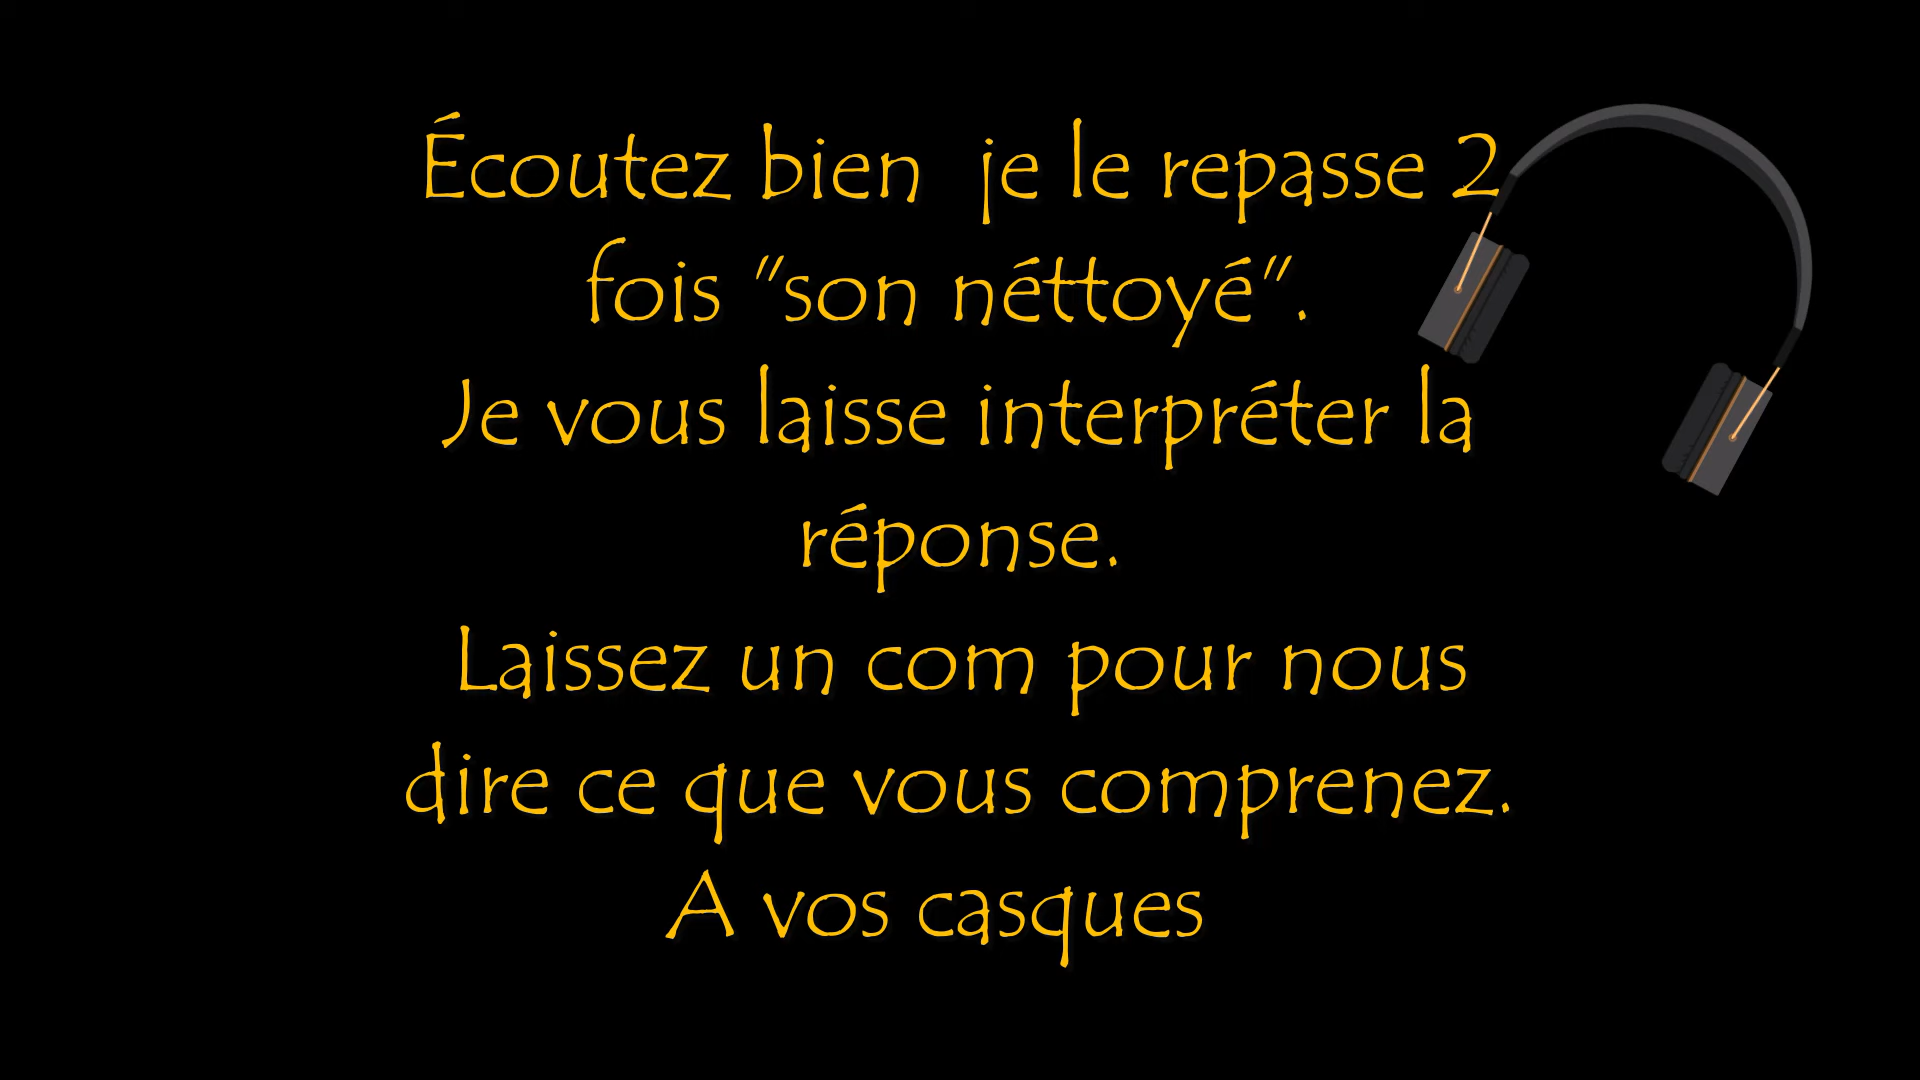 Écoutez bien  je le repasse 2
fois "son néttoyé".
Je vous laisse interpréter la
réponse.
Laissez un com pour nous
dire ce que vous comprenez.
A vos casques